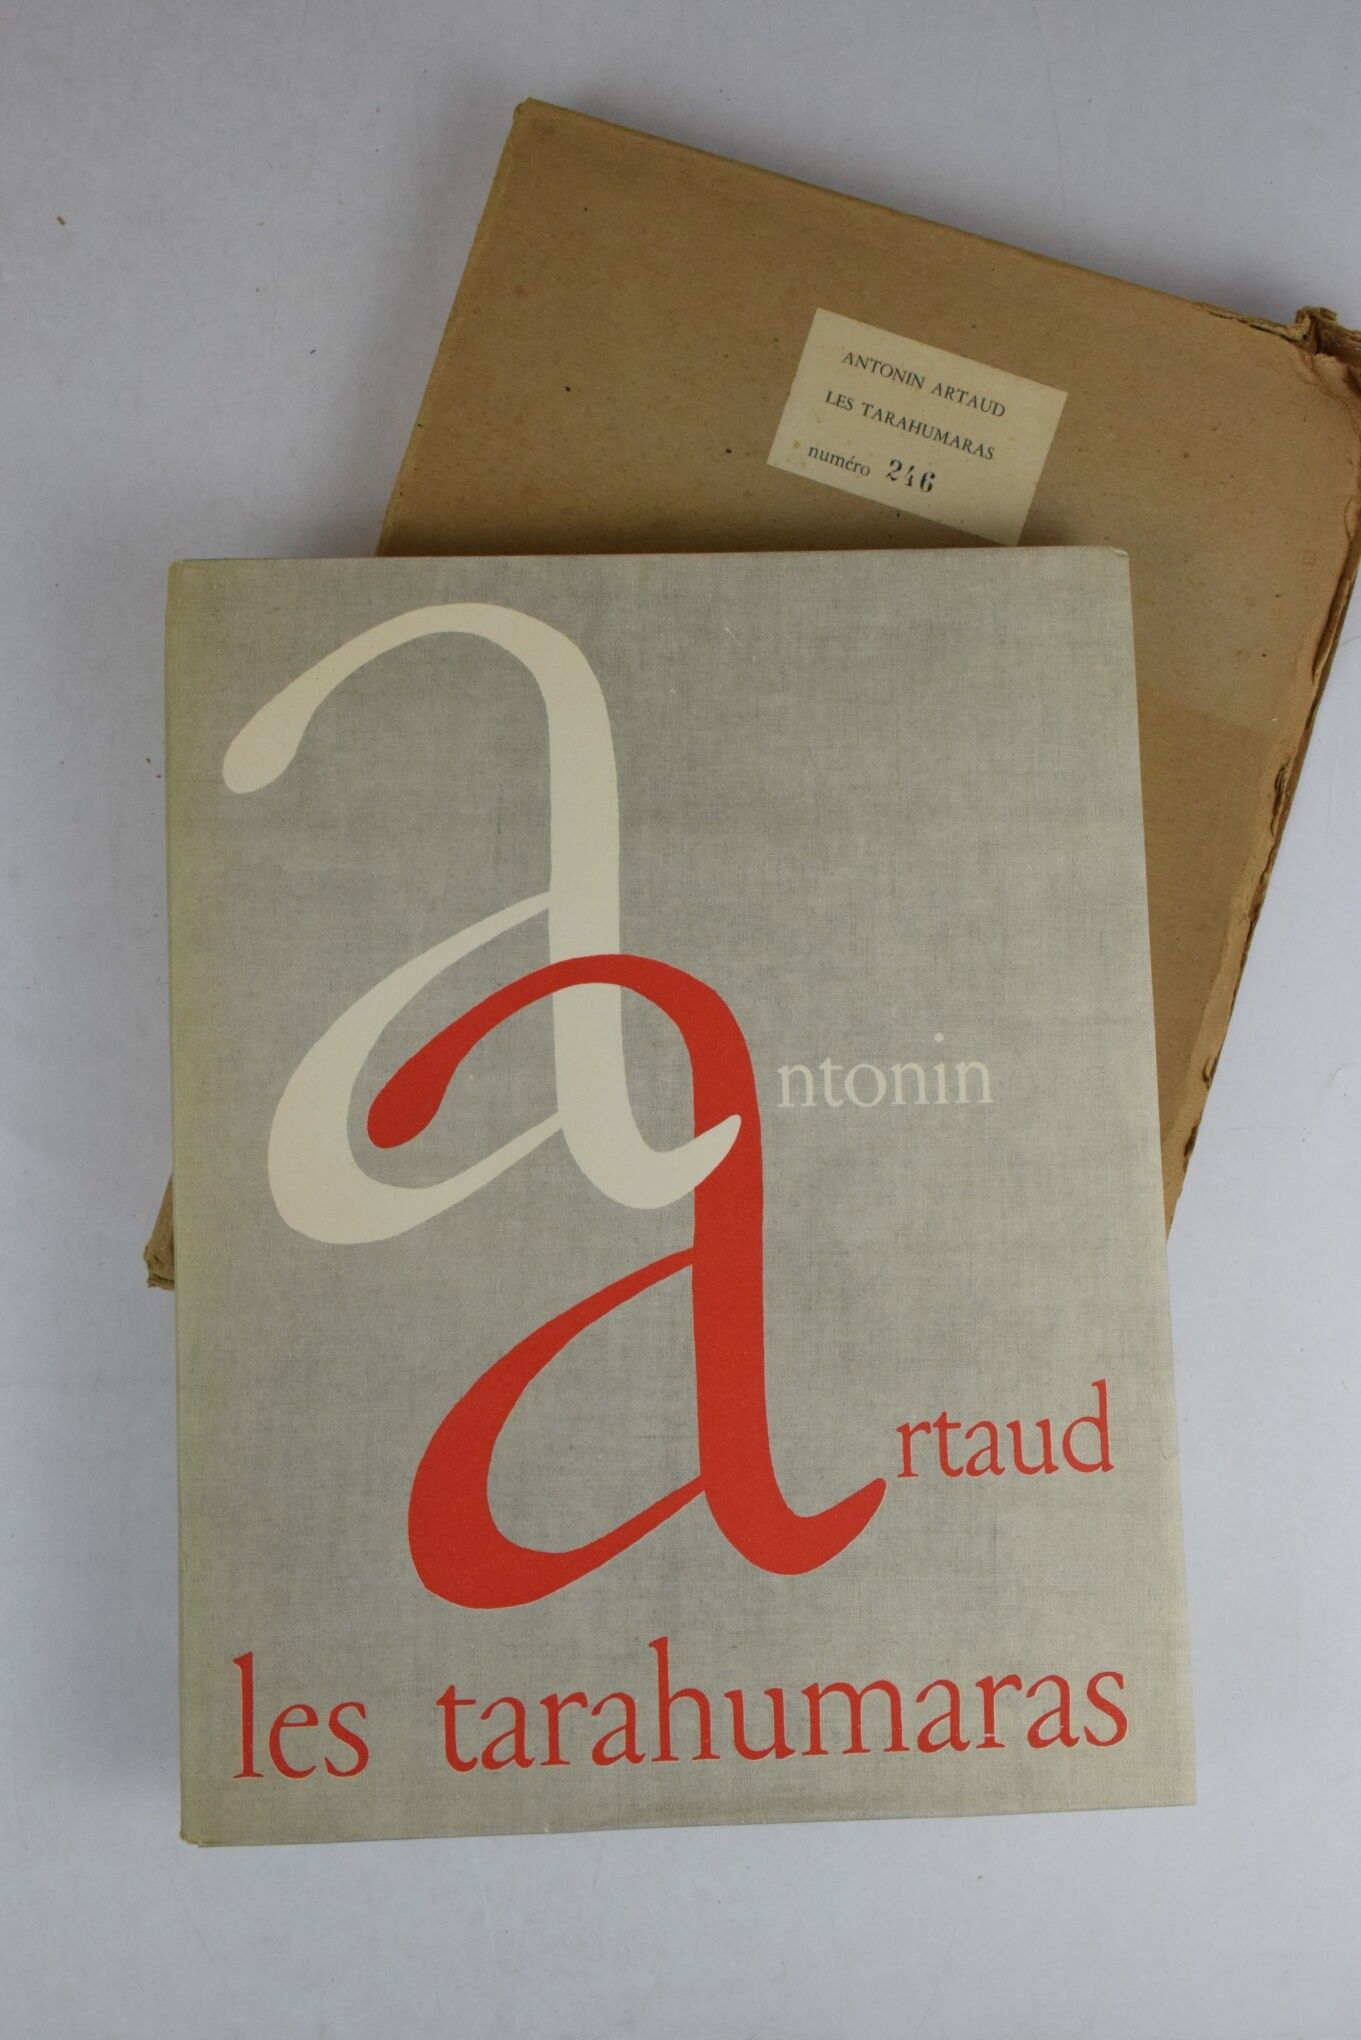 ANTONIN ARTAUD
LES TARAHUMARAS
numéro 246
antonin
artaud
les tarahumaras